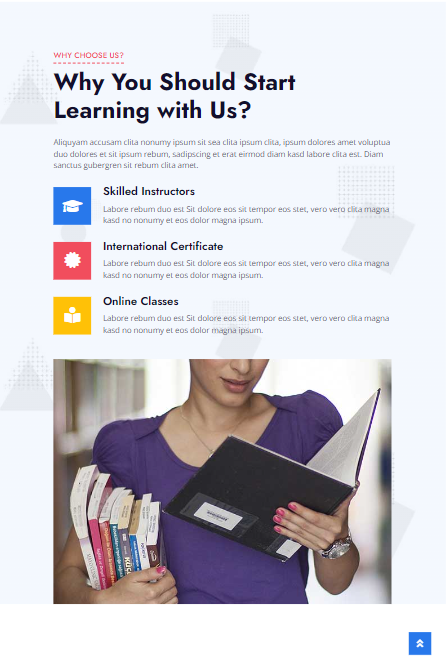 WHY CHOOSE US?
Why You Should Start
Learning with Us?
Aliquyam accusam clita nonumy ipsum sit sea clita ipsum clita, ipsum dolores amet voluptua
duo dolores et sit ipsum rebum, sadipscing et erat eirmod diam kasd labore clita est. Diam
sanctus gubergren sit rebum clita amet.
Skilled Instructors
Labore rebum duo est Sit dolore eos sit tempor eos stet, vero vero clita magna
kasd no nonumy et eos dolor magna ipsum.
International Certificate
Labore rebum duo est Sit dolore eos sit tempor eos stet, vero vero clita magna
kasd no nonumy et eos dolor magna ipsum.
Online Classes
Labore rebum duo est Sit dolore eos sit tempor eos stet, vero vero clita magna
kasd no nonumy et eos dolor magna ipsum.